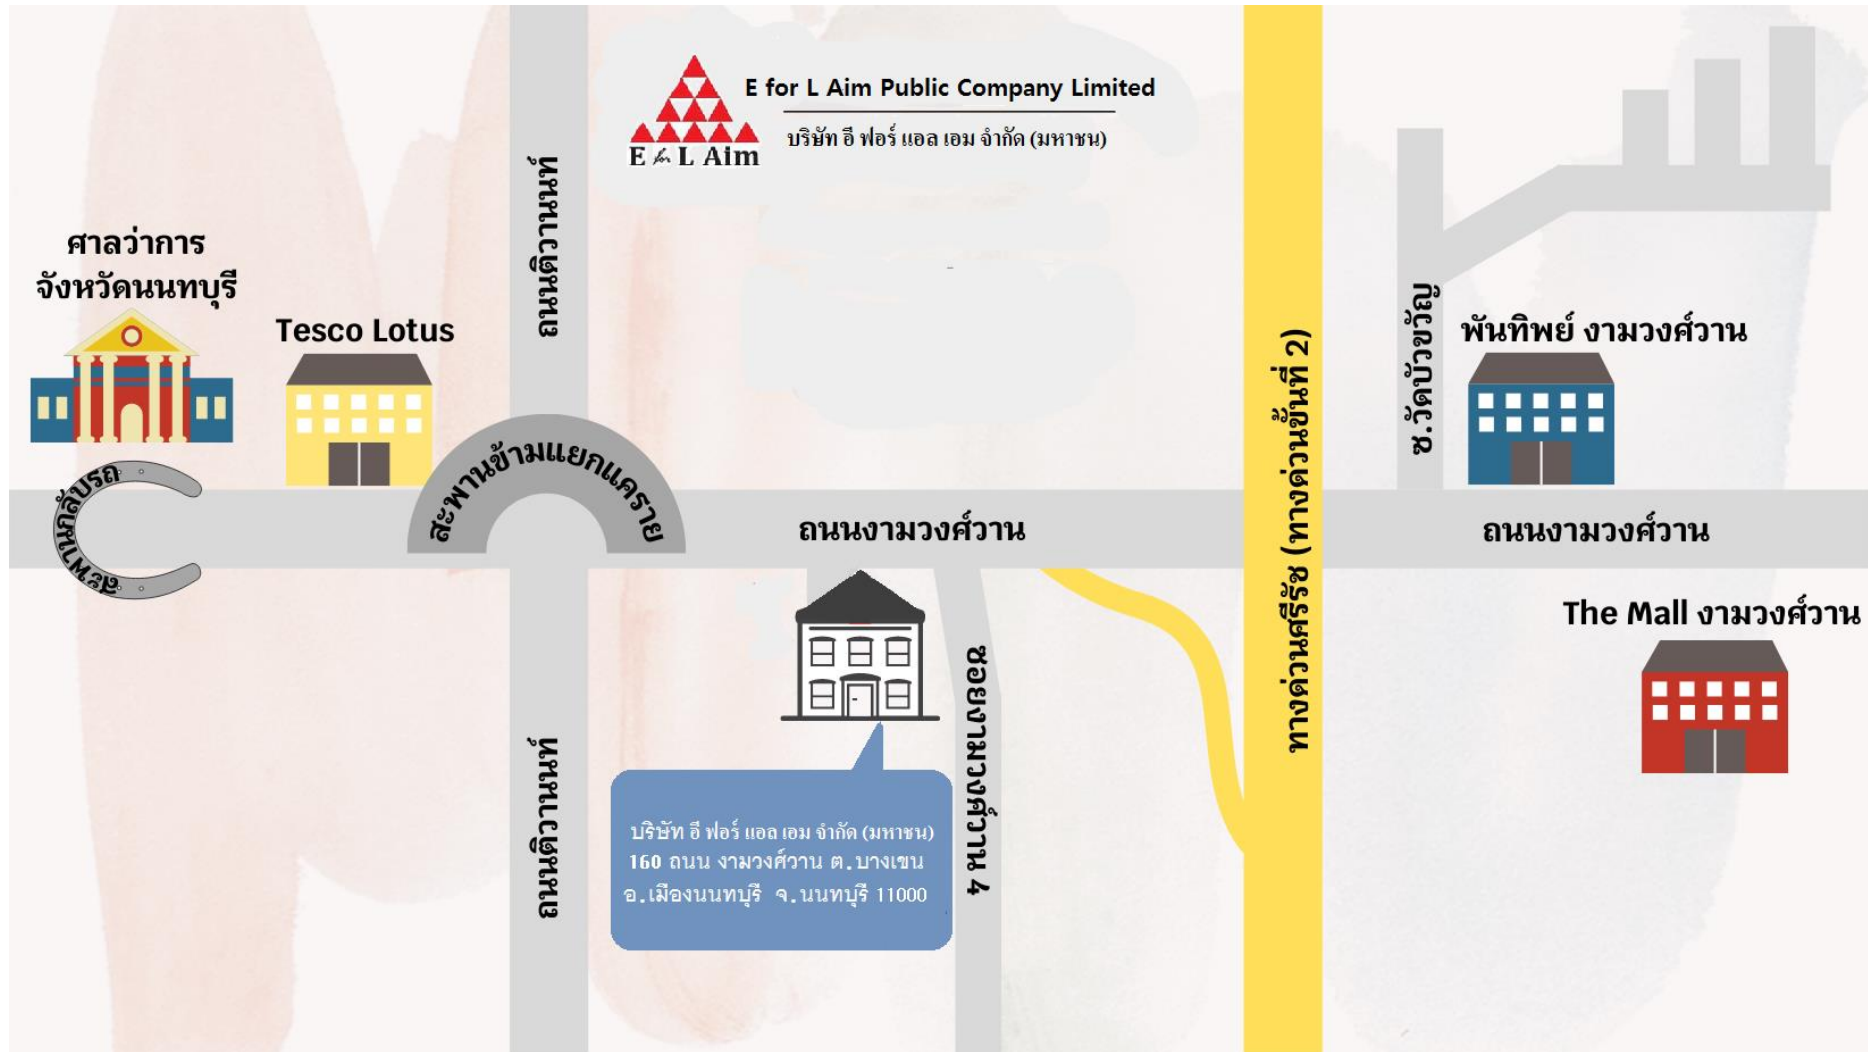 E for L Aim Public Company Limited
บริษัท อี ฟอร์ แอล เอม จำกัด (มหาชน)
E for L Aim
ถนนติวานนท์
ศาลว่าการ
จังหวัดนนทบุรี
Tesco Lotus
สะพานกลับรถ
สะพานข้ามแยกแคราย
ถนนงามวงศ์วาน
ทางด่วนศรีรัช (ทางด่วนขั้นที่ 2)
ซ.วัดบัวขวัญ
พันทิพย์ งามวงศ์วาน
ถนนงามวงศ์วาน
The Mall งามวงศ์วาน
ซอยงามวงศ์วาน 4
ถนนติวานนท์
บริษัท อี ฟอร์ แอล เอม จำกัด (มหาชน)
160 ถนน งามวงศ์วาน ต.บางเขน
อ.เมืองนนทบุรี จ.นนทบุรี 11000